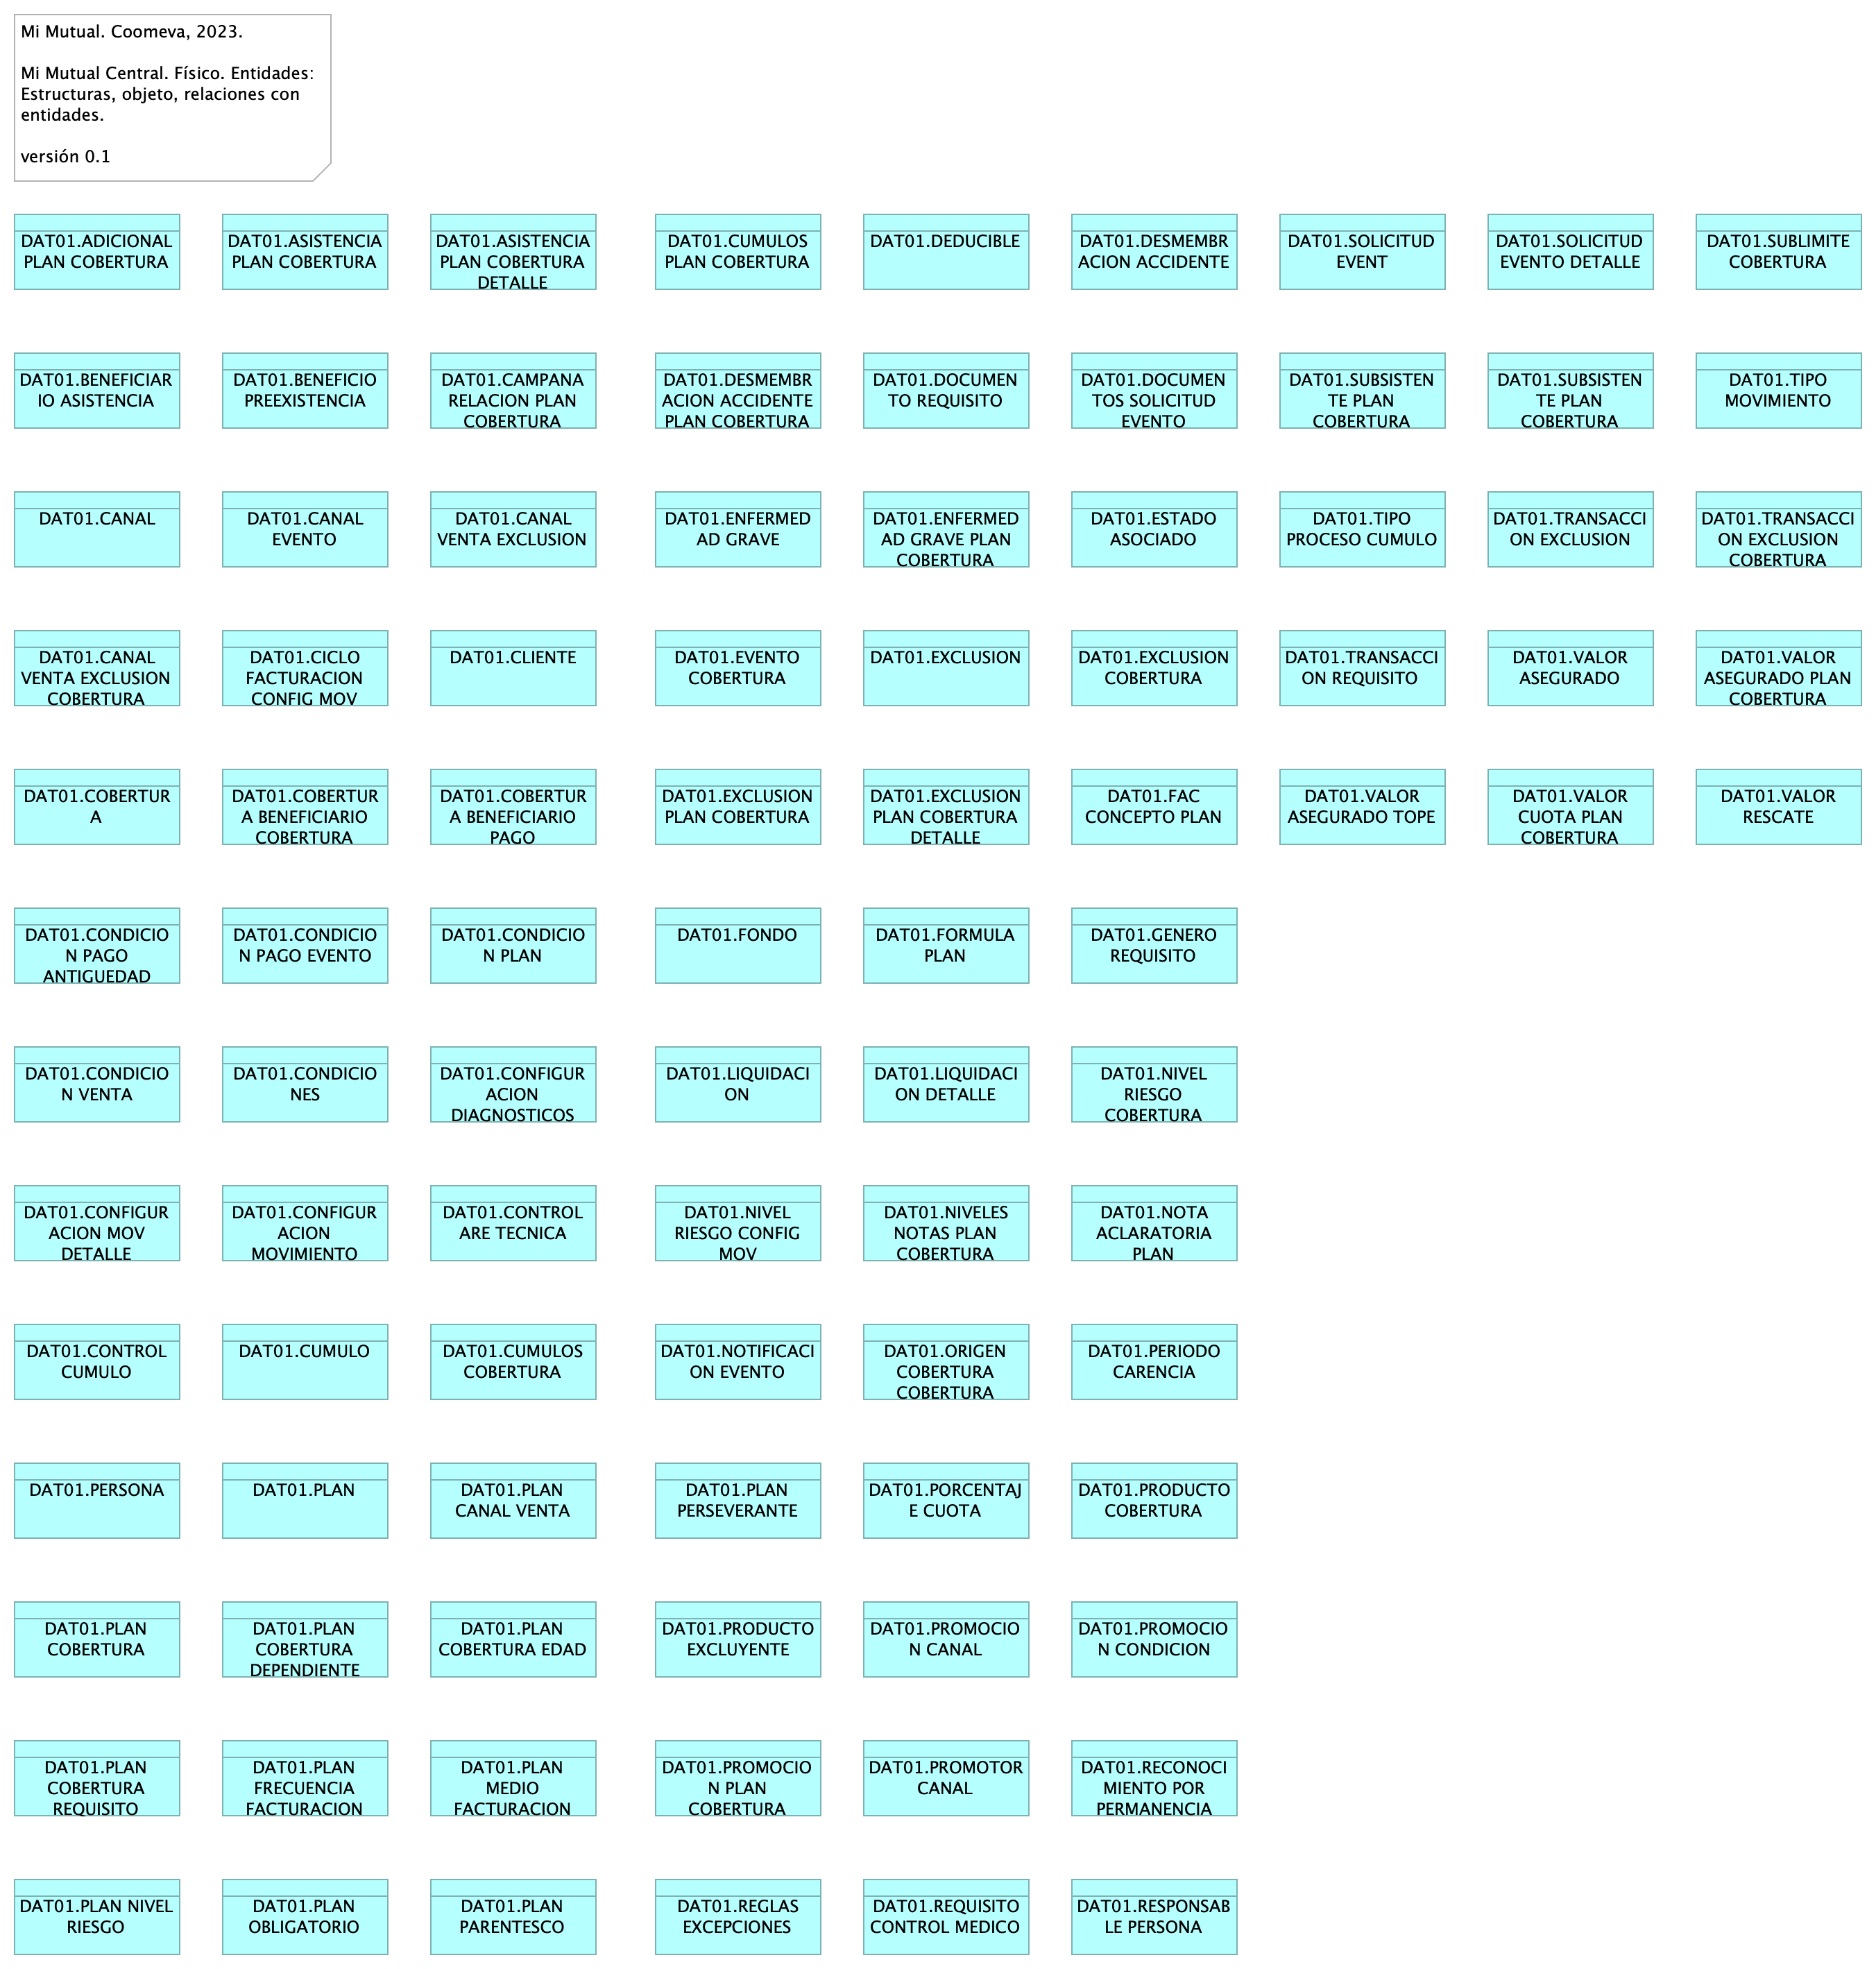 Mi Mutual. Coomeva, 2023.
Mi Mutual Central. Físico. Entidades:
Estructuras, objeto, relaciones con
entidades.
versión 0.1
DAT01.ADICIONAL
PLAN COBERTURA
DAT01.ASISTENCIA
PLAN COBERTURA
DAT01.ASISTENCIA
PLAN COBERTURA
DETALLE
DAT01.CUMULOS
PLAN COBERTURA
DAT01.DEDUCIBLE
DAT01.DESMEMBR
ACION ACCIDENTE
DAT01.SOLICITUD
EVENT
DAT01.SOLICITUD
EVENTO DETALLE
DAT01.SUBLIMITE
COBERTURA
DAT01.BENEFICIAR
IO ASISTENCIA
DAT01.BENEFICIO
PREEXISTENCIA
DAT01.CAMPANA
RELACION PLAN
COBERTURA
DAT01.DESMEMBR
ACION ACCIDENTE
PLAN COBERTURA
DAT01.DOCUMEN
TO REQUISITO
DAT01.DOCUMEN
TOS SOLICITUD
EVENTO
DAT01.SUBSISTEN
TE PLAN
COBERTURA
DAT01.SUBSISTEN
TE PLAN
COBERTURA
DAT01.TIPO
MOVIMIENTO
DAT01.CANAL
DAT01.CANAL
EVENTO
DAT01.CANAL
VENTA EXCLUSION
DAT01.ENFERMED
AD GRAVE
DAT01.ENFERMED
AD GRAVE PLAN
COBERTURA
DAT01.ESTADO
ASOCIADO
DAT01.TIPO
PROCESO CUMULO
DAT01.TRANSACCI
ON EXCLUSION
DAT01.TRANSACCI
ON EXCLUSION
COBERTURA
DAT01.CANAL
VENTA EXCLUSION
COBERTURA
DAT01.CICLO
FACTURACION
CONFIG MOV
DAT01.CLIENTE
DAT01.EVENTO
COBERTURA
DAT01.EXCLUSION
DAT01.EXCLUSION
COBERTURA
DAT01.TRANSACCI
ON REQUISITO
DAT01.VALOR
ASEGURADO
DAT01.VALOR
ASEGURADO PLAN
COBERTURA
DAT01.COBERTUR
A
DAT01.COBERTUR
A BENEFICIARIO
COBERTURA
DAT01.COBERTUR
A BENEFICIARIO
PAGO
DAT01.EXCLUSION
PLAN COBERTURA
DAT01.EXCLUSION
PLAN COBERTURA
DETALLE
DAT01.FAC
CONCEPTO PLAN
DAT01.VALOR
ASEGURADO TOPE
DAT01.VALOR
CUOTA PLAN
COBERTURA
DAT01.VALOR
RESCATE
DAT01.CONDICIO
N PAGO
ANTIGUEDAD
DAT01.CONDICIO
N PAGO EVENTO
DAT01.CONDICIO
N PLAN
DAT01.FONDO
DAT01.FORMULA
PLAN
DAT01.GENERO
REQUISITO
DAT01.CONDICIO
N VENTA
DAT01.CONDICIO
NES
DAT01.CONFIGUR
ACION
DIAGNOSTICOS
DAT01.LIQUIDACI
ON
DAT01.LIQUIDACI
ON DETALLE
DAT01.NIVEL
RIESGO
COBERTURA
DAT01.CONFIGUR
ACION MOV
DETALLE
DAT01.CONFIGUR
ACION
MOVIMIENTO
DAT01.CONTROL
ARE TECNICA
DAT01.NIVEL
RIESGO CONFIG
MOV
DAT01.NIVELES
NOTAS PLAN
COBERTURA
DAT01.NOTA
ACLARATORIA
PLAN
DAT01.CONTROL
CUMULO
DAT01.CUMULO
DAT01.CUMULOS
COBERTURA
DAT01.NOTIFICACI
ON EVENTO
DAT01.ORIGEN
COBERTURA
COBERTURA
DAT01.PERIODO
CARENCIA
DAT01.PERSONA
DAT01.PLAN
DAT01.PLAN
CANAL VENTA
DAT01.PLAN
PERSEVERANTE
DAT01.PORCENTAJ
E CUOTA
DAT01.PRODUCTO
COBERTURA
DAT01.PLAN
COBERTURA
DAT01.PLAN
COBERTURA
DEPENDIENTE
DAT01.PLAN
COBERTURA EDAD
DAT01.PRODUCTO
EXCLUYENTE
DAT01.PROMOCIO
N CANAL
DAT01.PROMOCIO
N CONDICION
DAT01.PLAN
COBERTURA
REQUISITO
DAT01.PLAN
FRECUENCIA
FACTURACION
DAT01.PLAN
MEDIO
FACTURACION
DAT01.PROMOCIO
N PLAN
COBERTURA
DAT01.PROMOTOR
CANAL
DAT01.RECONOCI
MIENTO POR
PERMANENCIA
DAT01.PLAN NIVEL
RIESGO
DAT01.PLAN
OBLIGATORIO
DAT01.PLAN
PARENTESCO
DAT01.REGLAS
EXCEPCIONES
DAT01.REQUISITO
CONTROL MEDICO
DAT01.RESPONSAB
LE PERSONA